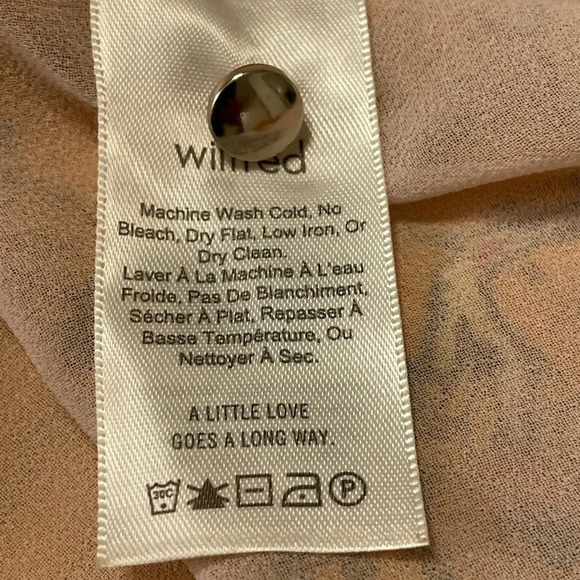 wilfred
Machine Wash Cold, No
Bleach, Dry Flat, Low Iron, Or
Dry Clean.
Laver À La Machine À L'eau
Froide, Pas De Blanchiment,
Sécher À Plat, Repasser À
Basse Température, Ou
Nettoyer À Sec.
A LITTLE LOVE
GOES A LONG WAY.
30C P